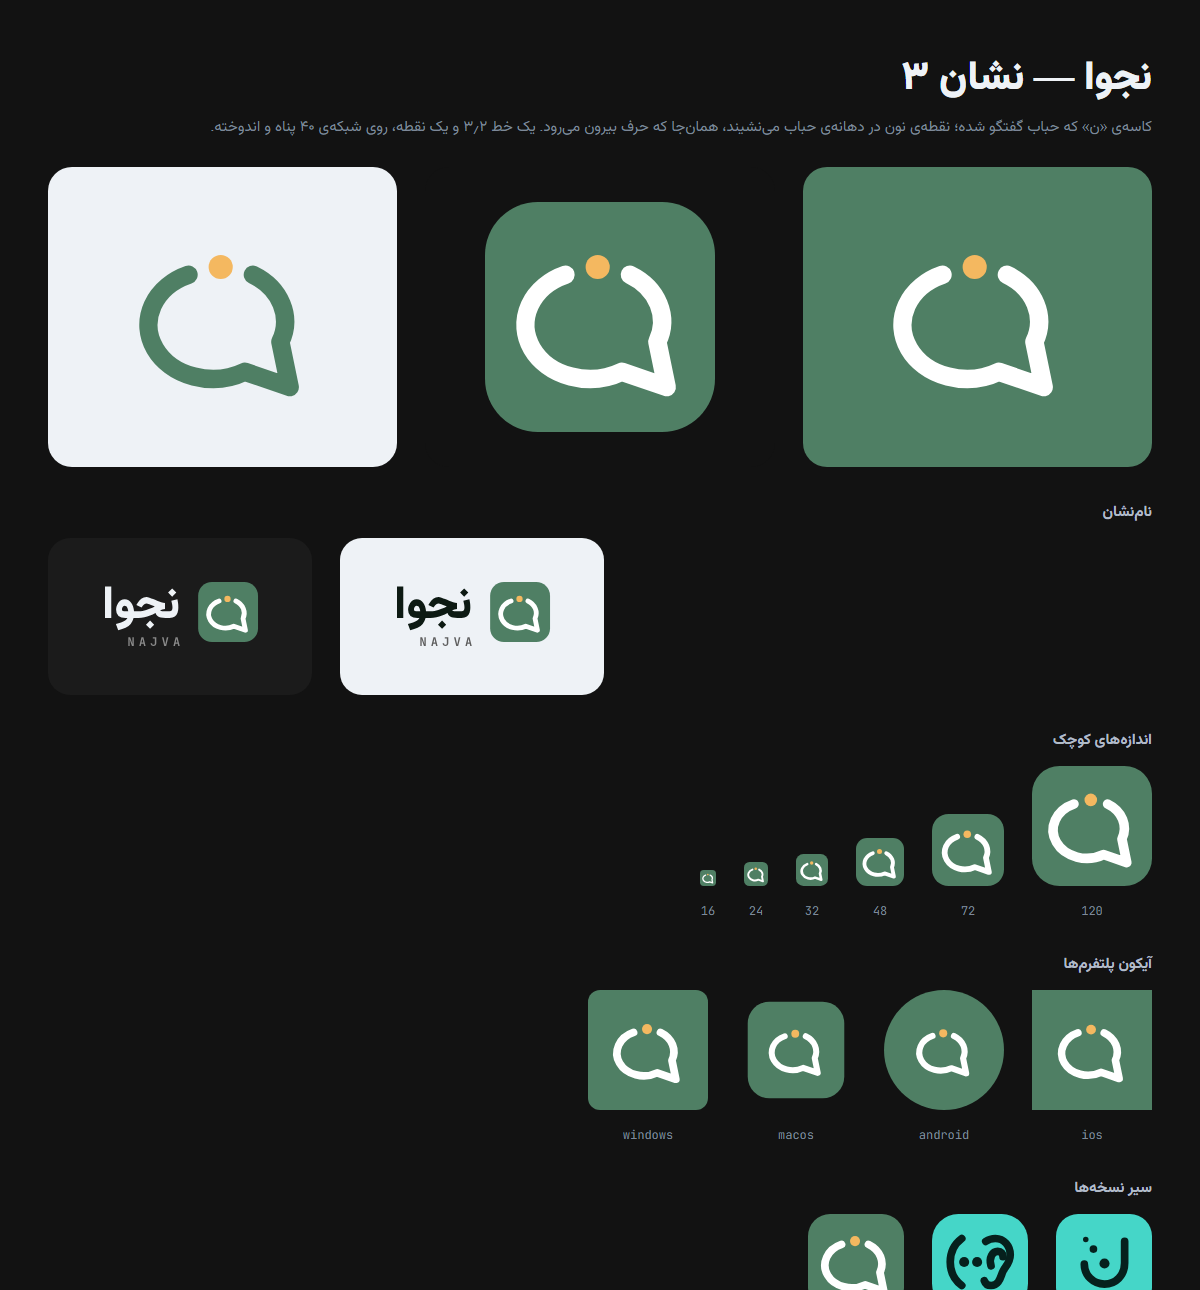 نجوا — نشان ۳
کاسه‌ی «ن» که حباب گفتگو شده؛ نقطه‌ی نون در دهانه‌ی حباب می‌نشیند، همان‌جا که حرف بیرون می‌رود. یک خط ۳٫۲ و یک نقطه، روی شبکه‌ی ۴۰ پناه و اندوخته.
نام‌نشان
نجوا
NAJVA
نجوا
NAJVA
اندازه‌های کوچک
120
72
48
32
24
16
آیکون پلتفرم‌ها
ios
android
macos
windows
سیر نسخه‌ها